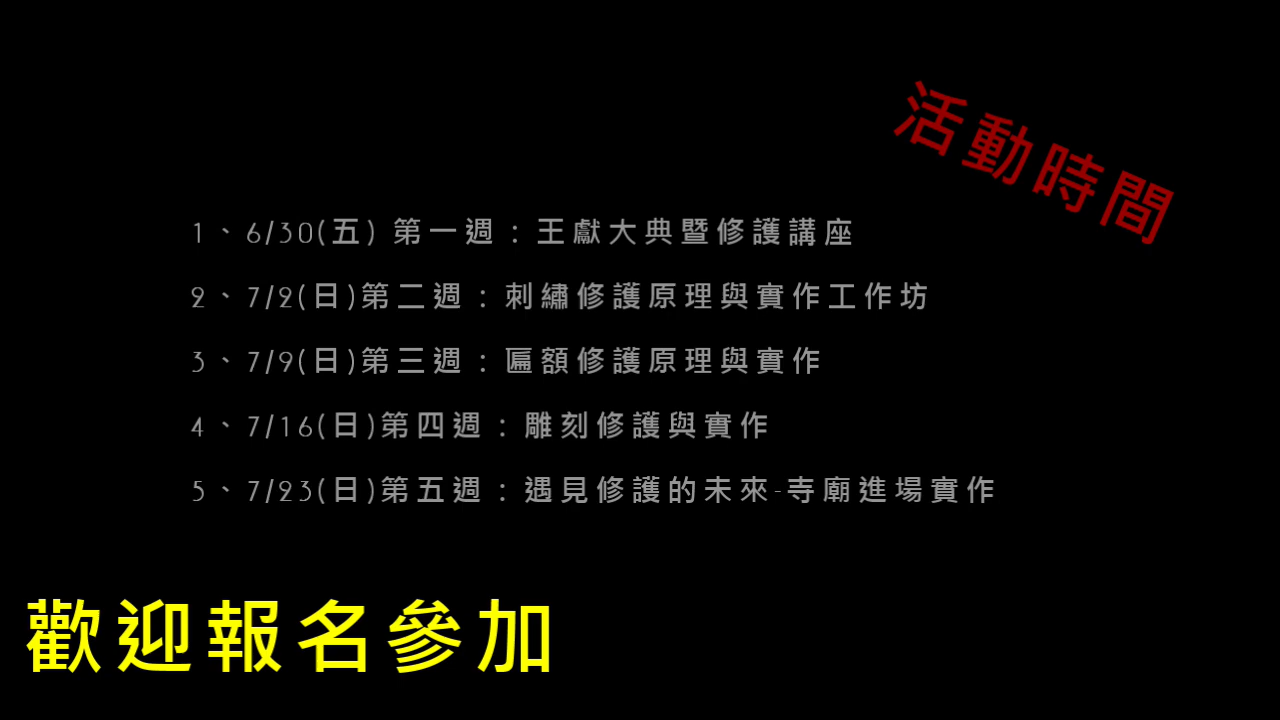 活動時間
1、6/30(五) 第一週：王獻大典暨修護講座
2、7/2(日)第二週：刺繡修護原理與實作工作坊
3、7/9(日)第三週：匾額修護原理與實作
4、7/16(日)第四週：雕刻修護與實作
5、7/23(日)第五週：遇見修護的未來-寺廟進場實作
歡迎報名參加